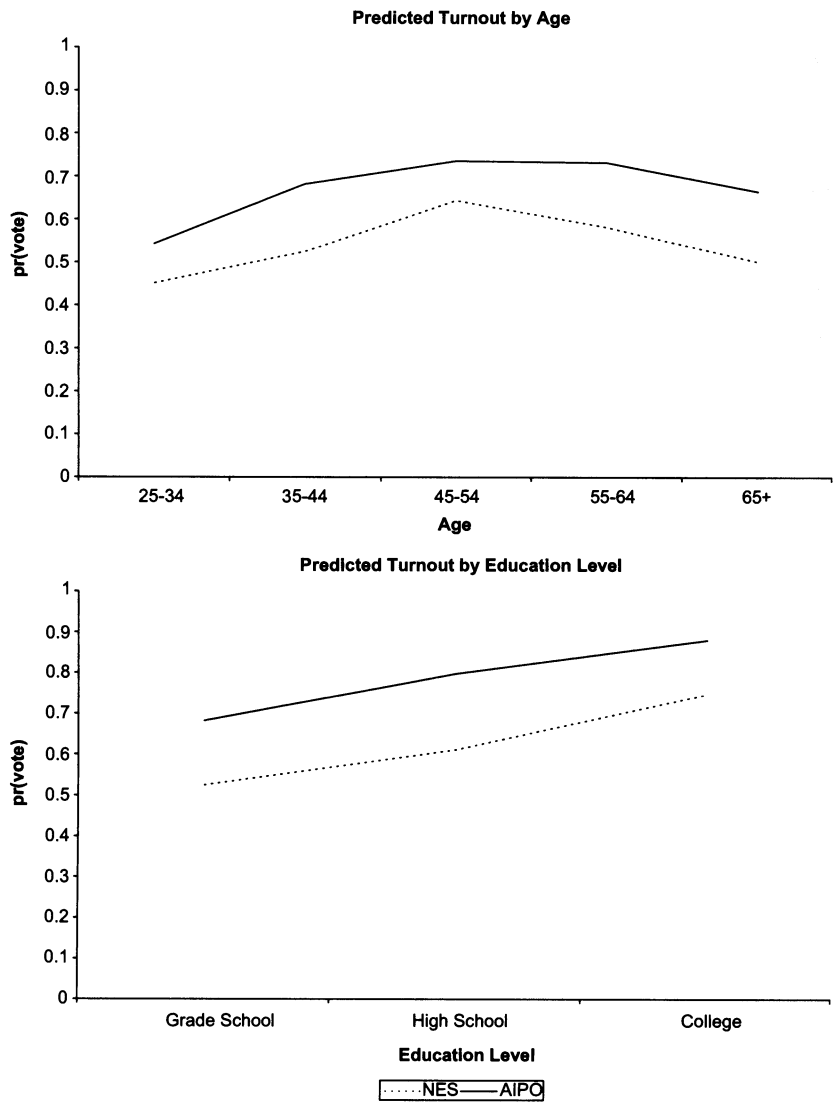 Predicted Turnout by Age
1
0.9
0.8
0.7
0.6
0.5
0.4
0.3
0.2
0.1
0
pr(vote)
25-34 35-44 45-54 55-64 65+
Age
Predicted Turnout by Education Level
1
0.9
0.8
0.7
0.6
0.5
0.4
0.3
0.2
0.1
0
pr(vote)
Grade School High School College
Education Level
NES AIPO